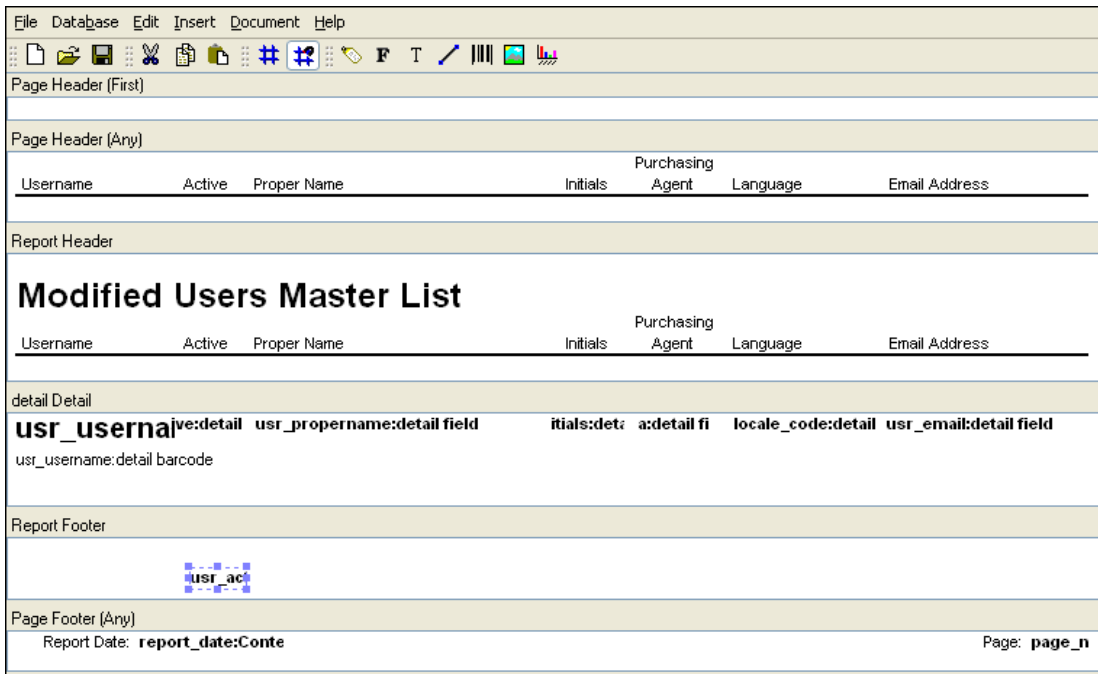 File Database Edit Insert Document Help
F T
Page Header (First)
Page Header (Any)
Purchasing
Username Active Proper Name Initials Agent Language Email Address
Report Header
Modified Users Master List
Purchasing
Username Active Proper Name Initials Agent Language Email Address
detail Detail
usr_usernai ve:detail usr_propername:detail field itials:deta a:detail fi locale_code:detail usr_email:detail field
usr_username:detail barcode
Report Footer
usr_act
Page Footer (Any)
Report Date: report_date:Conte Page: page_n